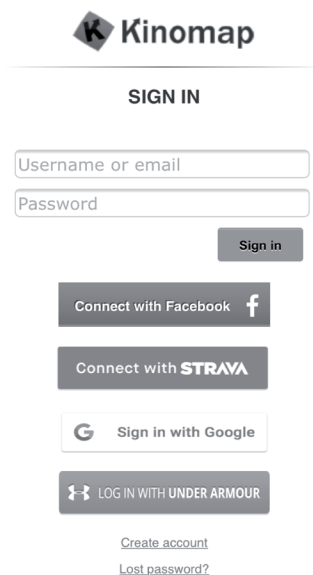 Kinomap
SIGN IN
Username or email
Password
Sign in
Connect with Facebook
Connect with STRAVA
Sign in with Google
LOG IN WITH UNDER ARMOUR
Create account
Lost password?